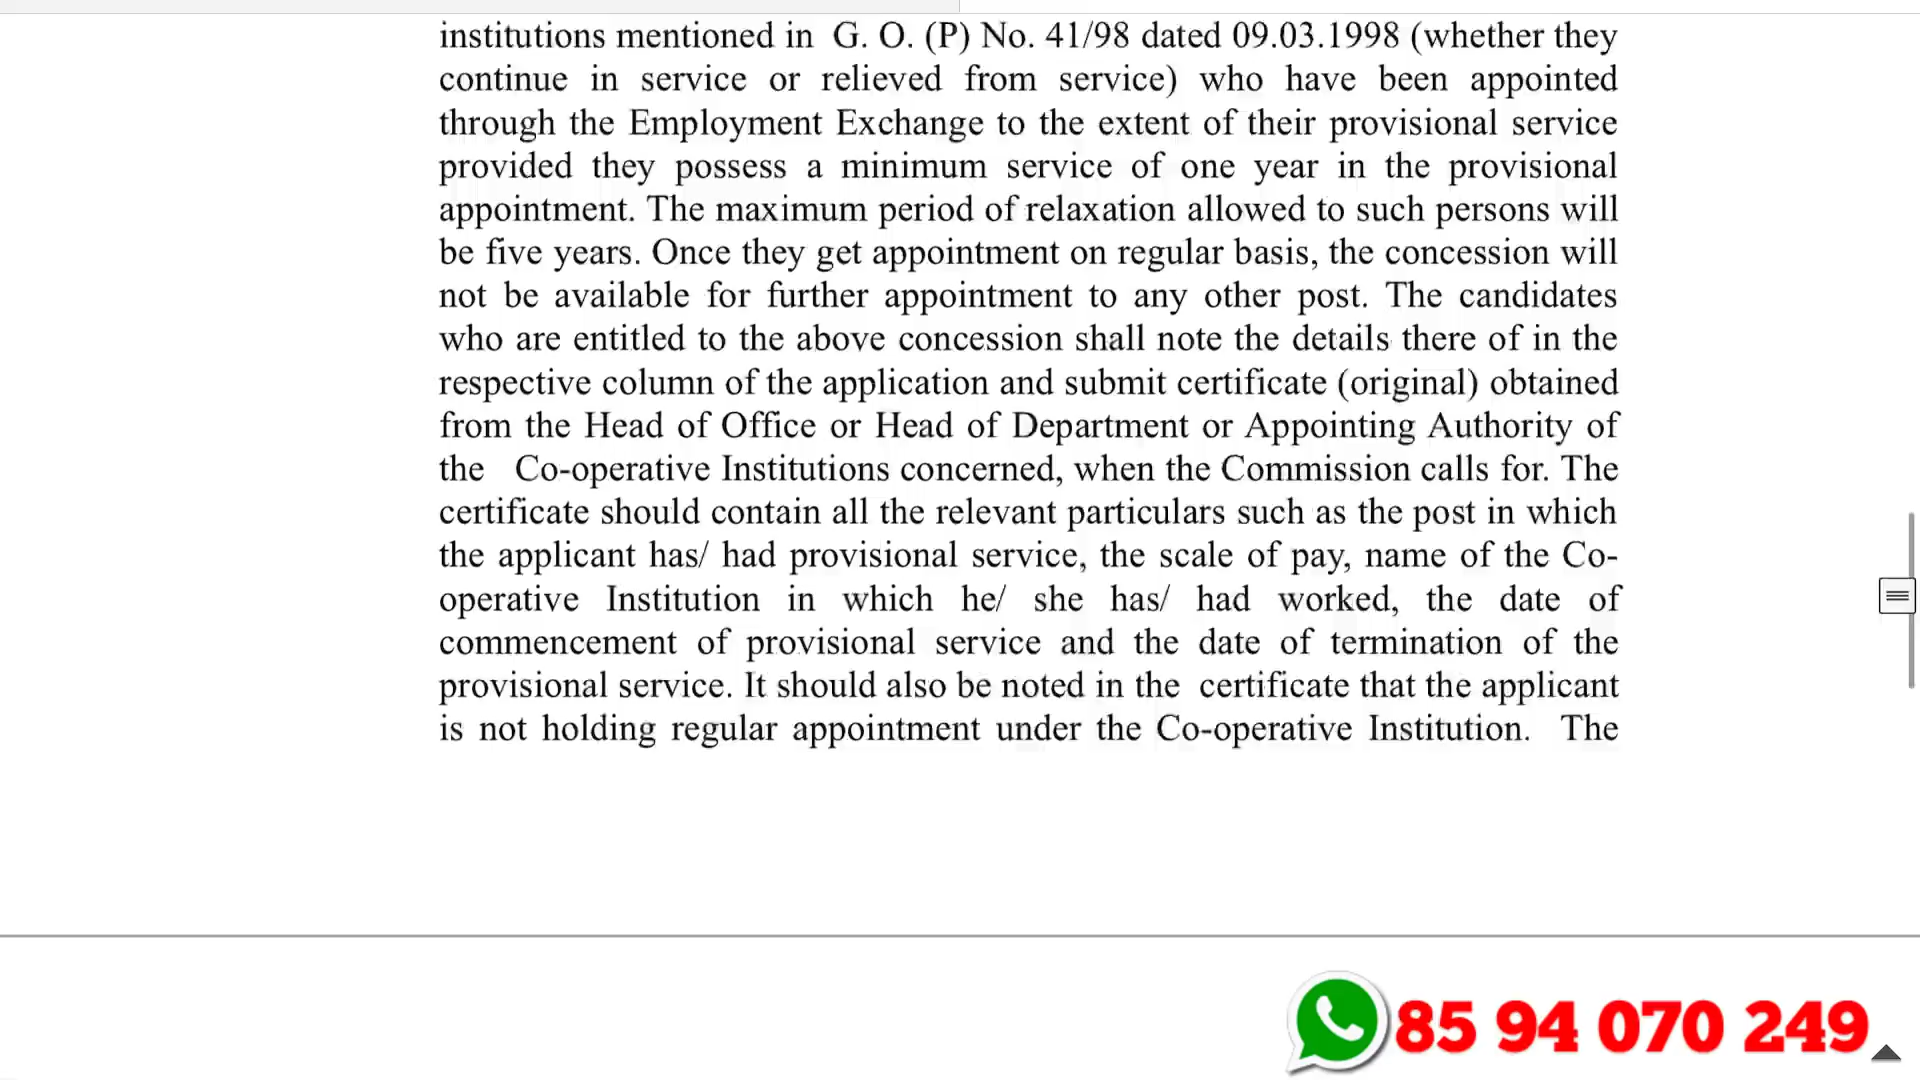 institutions mentioned in G. O. (P) No. 41/98 dated 09.03.1998 (whether they
continue in service or relieved from service) who have been appointed
through the Employment Exchange to the extent of their provisional service
provided they possess a minimum service of one year in the provisional
appointment. The maximum period of relaxation allowed to such persons will
be five years. Once they get appointment on regular basis, the concession will
not be available for further appointment to any other post. The candidates
who are entitled to the above concession shall note the details there of in the
respective column of the application and submit certificate (original) obtained
from the Head of Office or Head of Department or Appointing Authority of
the Co-operative Institutions concerned, when the Commission calls for. The
certificate should contain all the relevant particulars such as the post in which
the applicant has/ had provisional service, the scale of pay, name of the Co-
operative Institution in which he/ she has/ had worked, the date of
commencement of provisional service and the date of termination of the
provisional service. It should also be noted in the certificate that the applicant
is not holding regular appointment under the Co-operative Institution. The
85 94 070 249